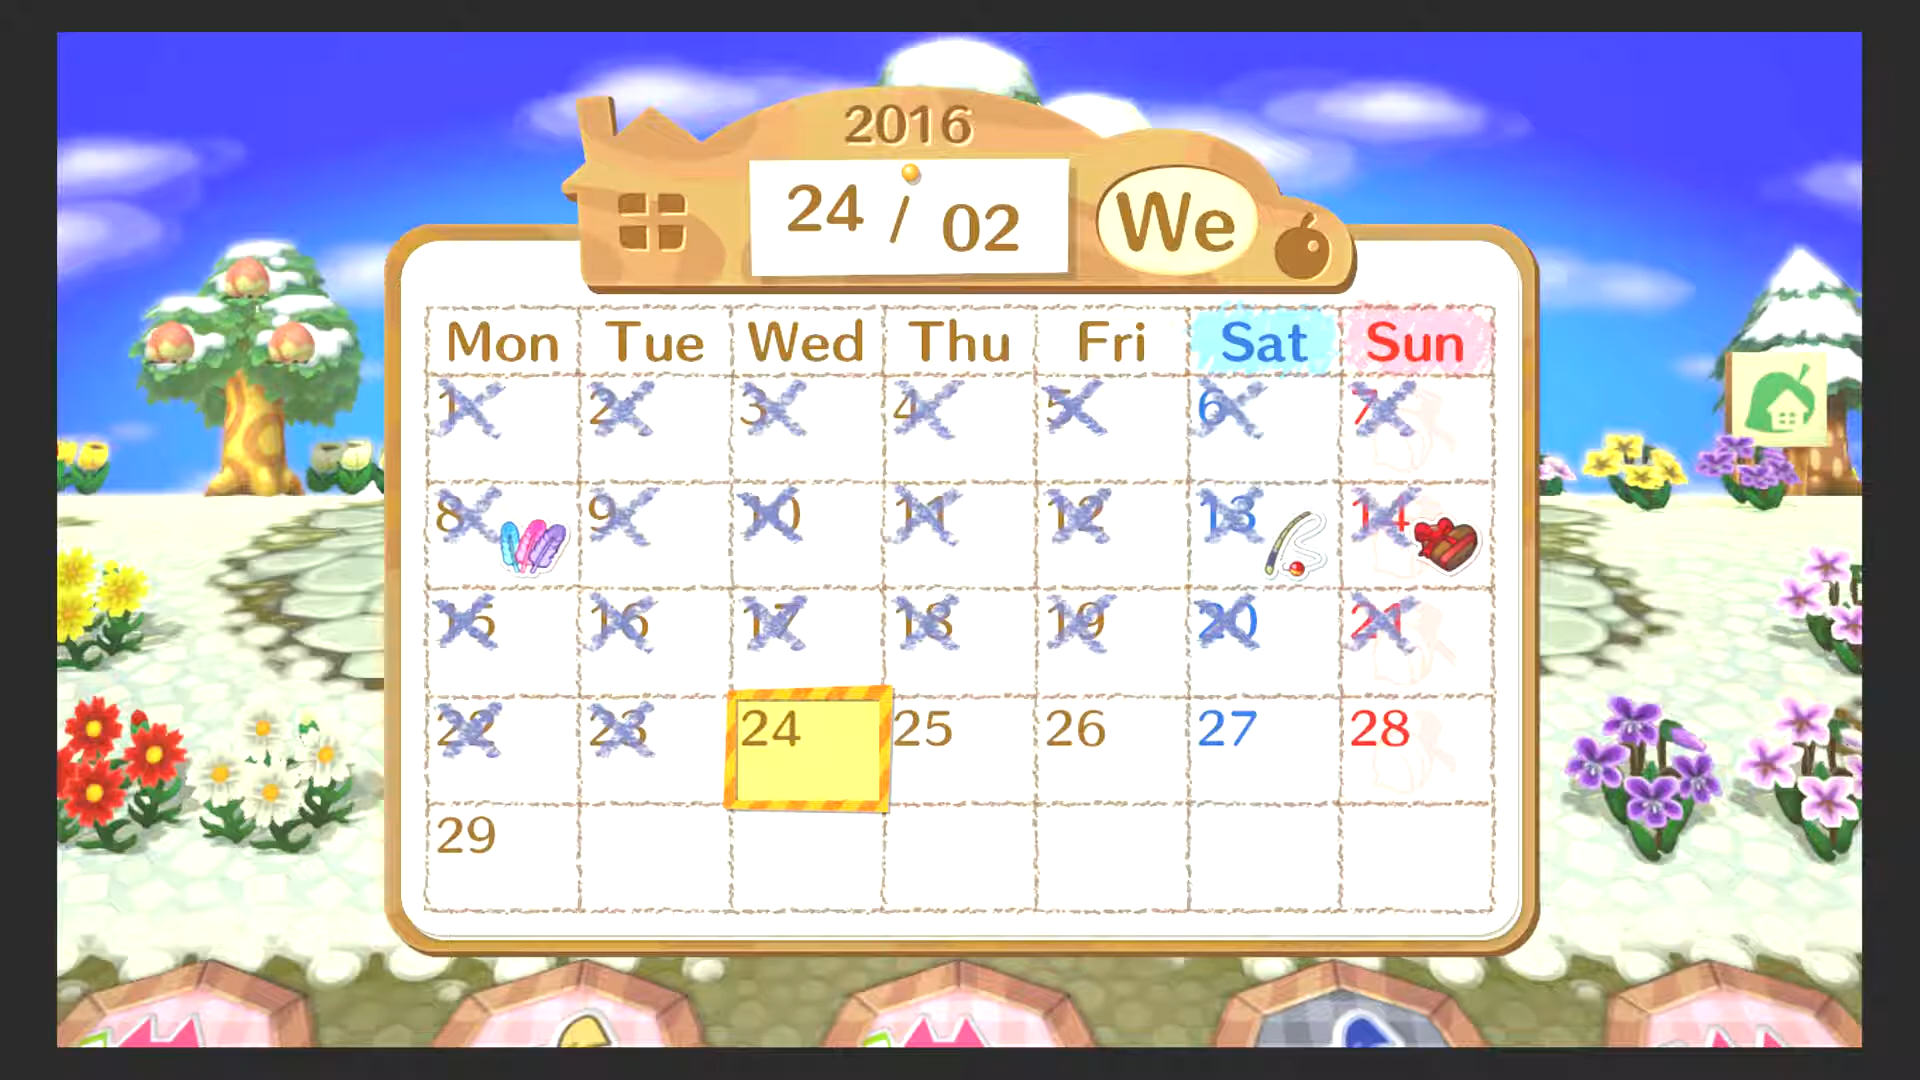 2016
24 / 02 We
Mon Tue Wed Thu Fri Sat Sun
1 2 3 4 5 6 7
8 9 10 11 12 13 14
15 16 17 18 19 20 21
22 23 24 25 26 27 28
29